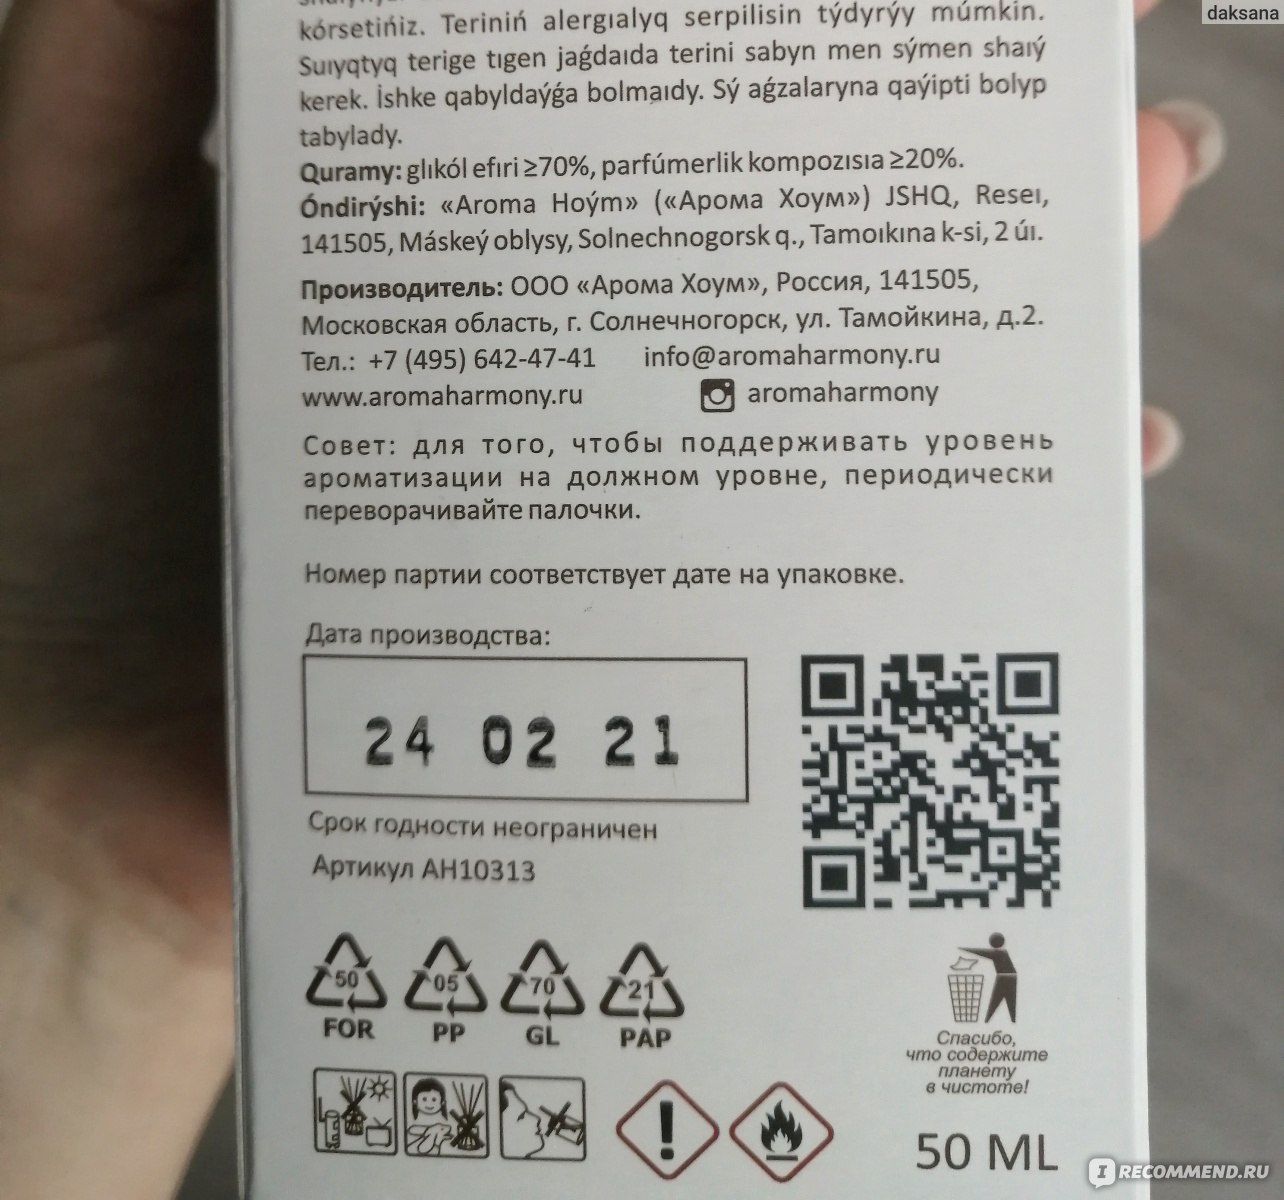 daksana
kórsetińiz. Teriniń alergıalyq serpilisin týdyrýy múmkin.
Suıyqtyq terige tıgen jaǵdaıda terini sabyn men sýmen shaıý
kerek. İshke qabyldaýǵa bolmaıdy. Sý aǵzalaryna qaýipti bolyp
tabylady.
Quramy: glıkól efıri ≥70%, parfúmerlik kompozısıa ≥20%.
Óndirýshi: «Aroma Hoým» («Арома Хоум») JSHQ, Reseı,
141505, Máskeý oblysy, Solnechnogorsk q., Tamoıkına k-si, 2 úı.
Производитель: ООО «Арома Хоум», Россия, 141505,
Московская область, г. Солнечногорск, ул. Тамойкина, д.2.
Тел.: +7 (495) 642-47-41 info@aromaharmony.ru
www.aromaharmony.ru aromaharmony
Совет: для того, чтобы поддерживать уровень
ароматизации на должном уровне, периодически
переворачивайте палочки.
Номер партии соответствует дате на упаковке.
Дата производства:
24 02 21
Срок годности неограничен
Артикул АН10313
50 05 70 21
FOR PP GL PAP
Спасибо,
что содержите
планету
в чистоте!
50 ML
I RECOMMEND.RU